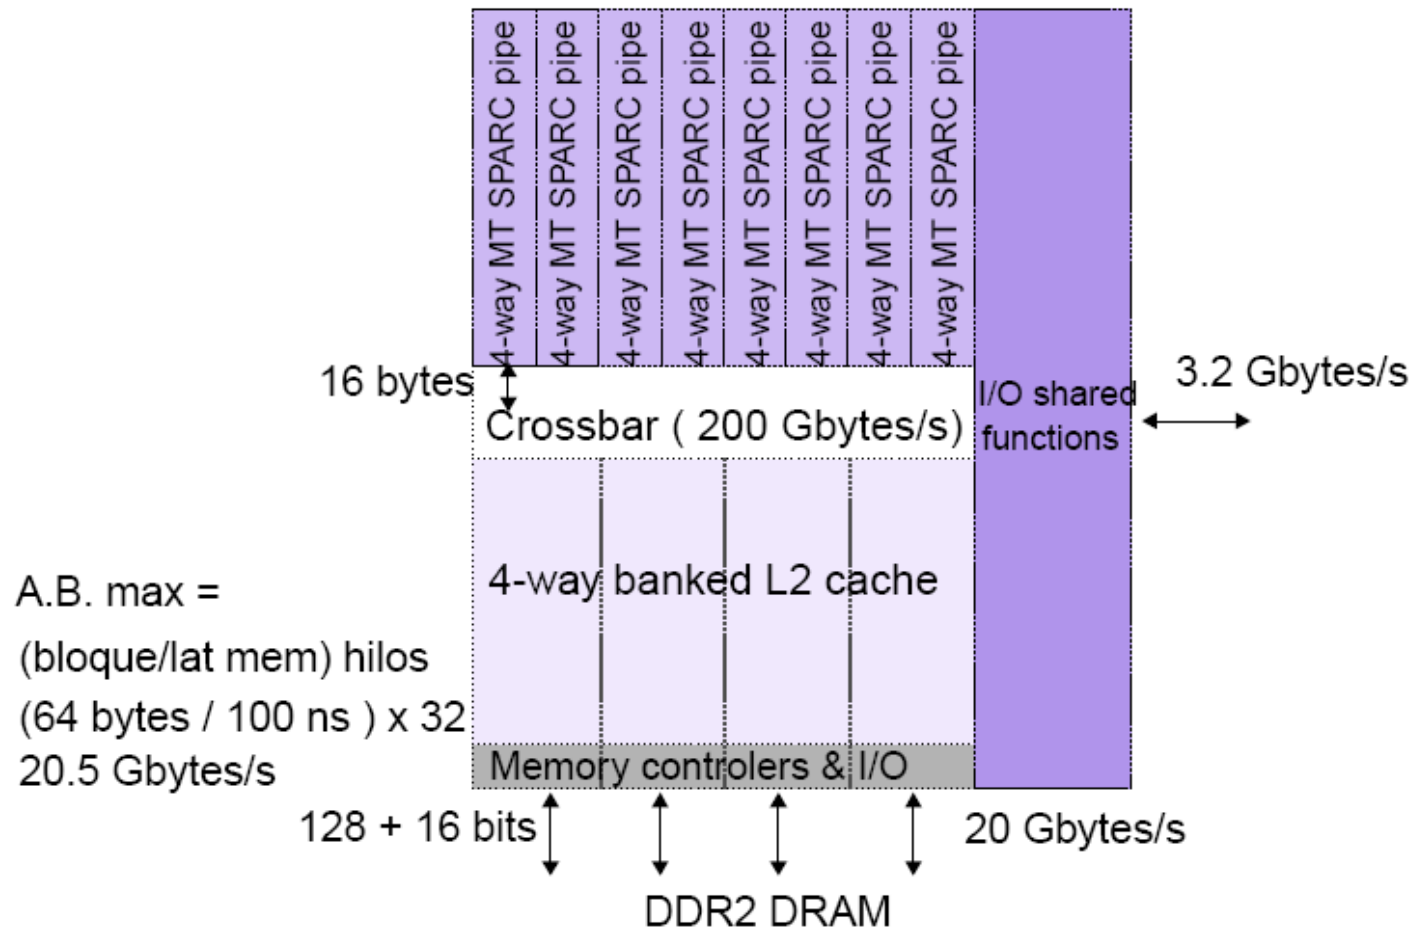 4-way MT SPARC pipe
4-way MT SPARC pipe
4-way MT SPARC pipe
4-way MT SPARC pipe
4-way MT SPARC pipe
4-way MT SPARC pipe
4-way MT SPARC pipe
4-way MT SPARC pipe
16 bytes
Crossbar ( 200 Gbytes/s)
I/O shared
functions
3.2 Gbytes/s
4-way banked L2 cache
A.B. max =
(bloque/lat mem) hilos
(64 bytes / 100 ns ) x 32
20.5 Gbytes/s
Memory controlers & I/O
128 + 16 bits
20 Gbytes/s
DDR2 DRAM